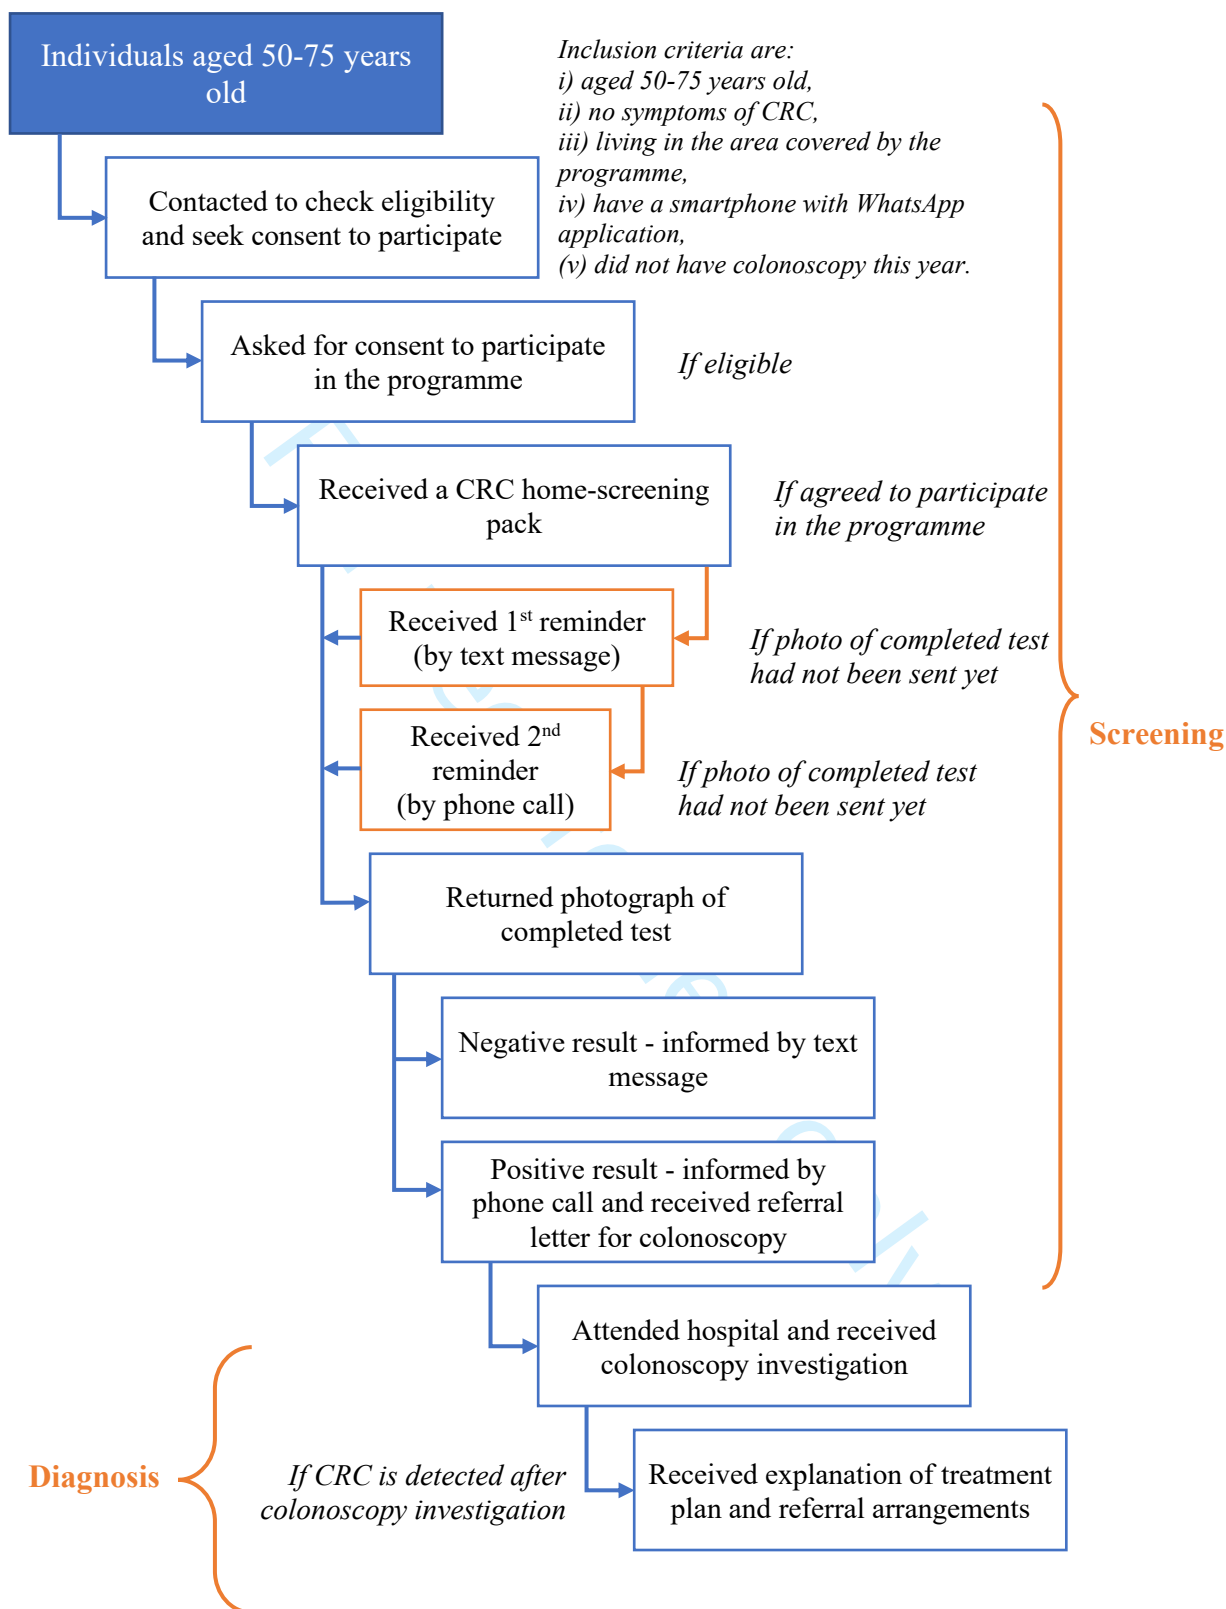 Individuals aged 50-75 years
old
Inclusion criteria are:
i) aged 50-75 years old,
ii) no symptoms of CRC,
iii) living in the area covered by the
programme,
iv) have a smartphone with WhatsApp
application,
(v) did not have colonoscopy this year.
Contacted to check eligibility
and seek consent to participate
Asked for consent to participate
in the programme
If eligible
Received a CRC home-screening
pack
If agreed to participate
in the programme
Received 1st reminder
(by text message)
If photo of completed test
had not been sent yet
Received 2nd
reminder
(by phone call)
If photo of completed test
had not been sent yet
Screening
Returned photograph of
completed test
Negative result - informed by text
message
Positive result - informed by
phone call and received referral
letter for colonoscopy
Attended hospital and received
colonoscopy investigation
Diagnosis
If CRC is detected after
colonoscopy investigation
Received explanation of treatment
plan and referral arrangements